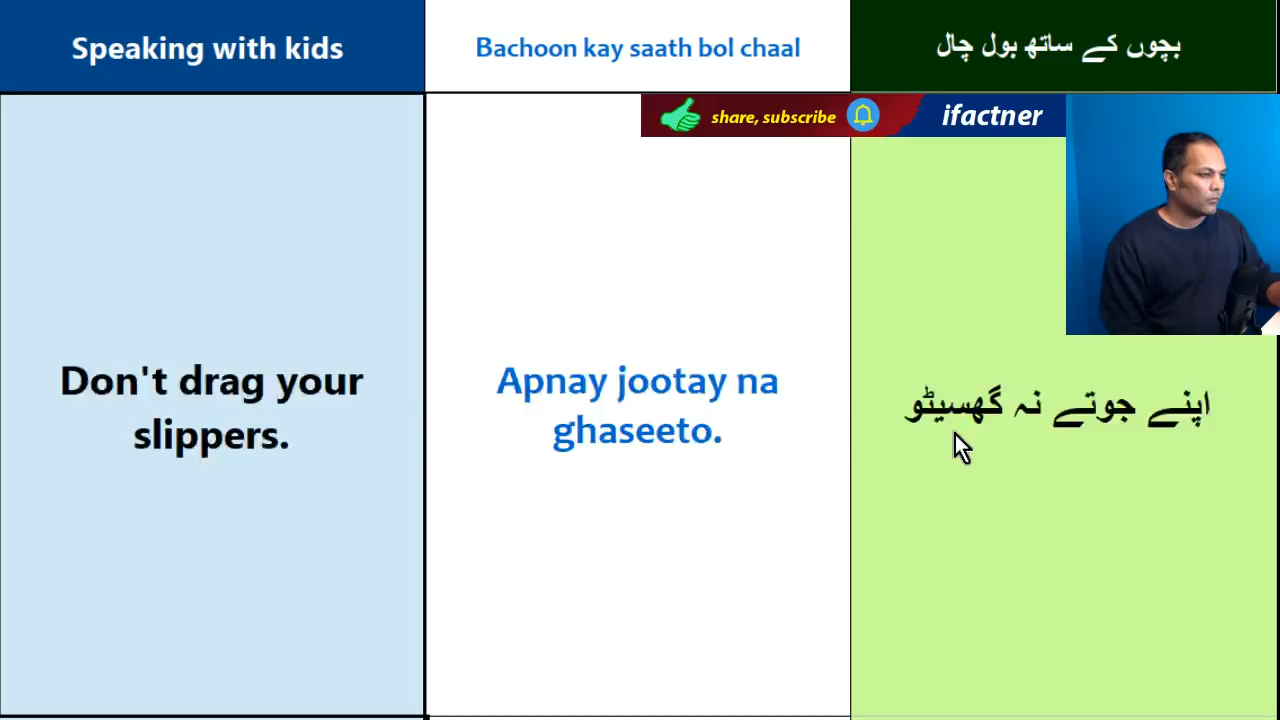 Speaking with kids
Bachoon kay saath bol chaal
بچوں کے ساتھ بول چال
share, subscribe
ifactner
Don't drag your
slippers.
Apnay jootay na
ghaseeto.
اپنے جوتے نہ گھسیٹو